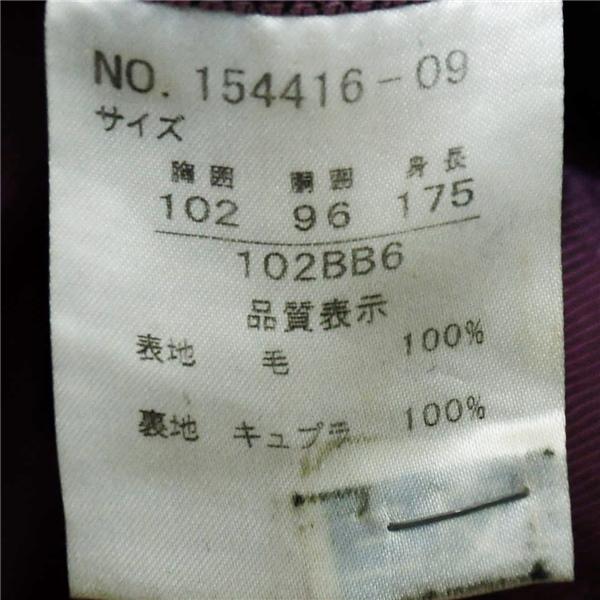 NO. 154416-09
サイズ
胸囲 胴囲 身長
102 96 175
102BB6
品質表示
表地 毛 100%
裏地 キュプラ 100%